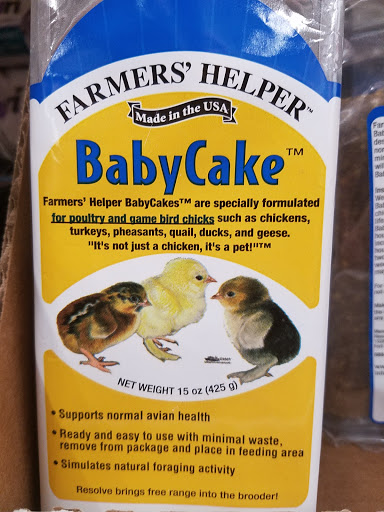 FARMERS' HELPER™
Made in the USA
BabyCake™
Farmers' Helper BabyCakes™ are specially formulated
for poultry and game bird chicks such as chickens,
turkeys, pheasants, quail, ducks, and geese.
"It's not just a chicken, it's a pet!"™
NET WEIGHT 15 oz (425 g)
• Supports normal avian health
• Ready and easy to use with minimal waste,
remove from package and place in feeding area
• Simulates natural foraging activity
Resolve brings free range into the brooder!